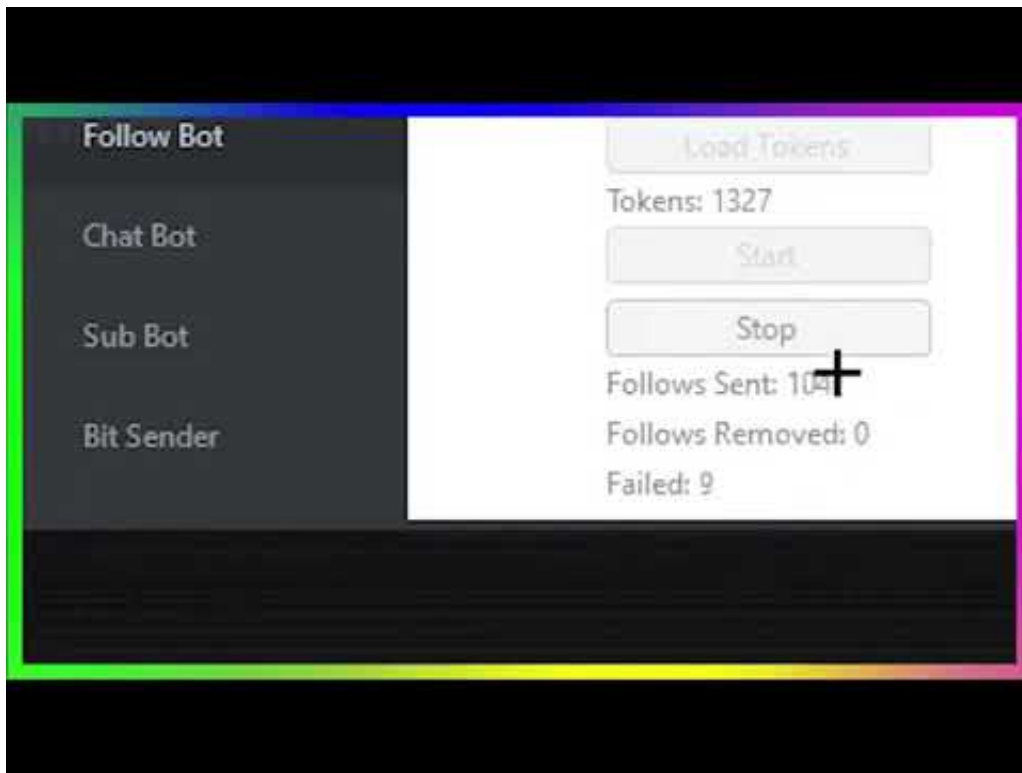 Follow Bot
Chat Bot
Sub Bot
Bit Sender
Load Tokens
Tokens: 1327
Start
Stop
Follows Sent:
Follows Removed: 0
Failed: 9